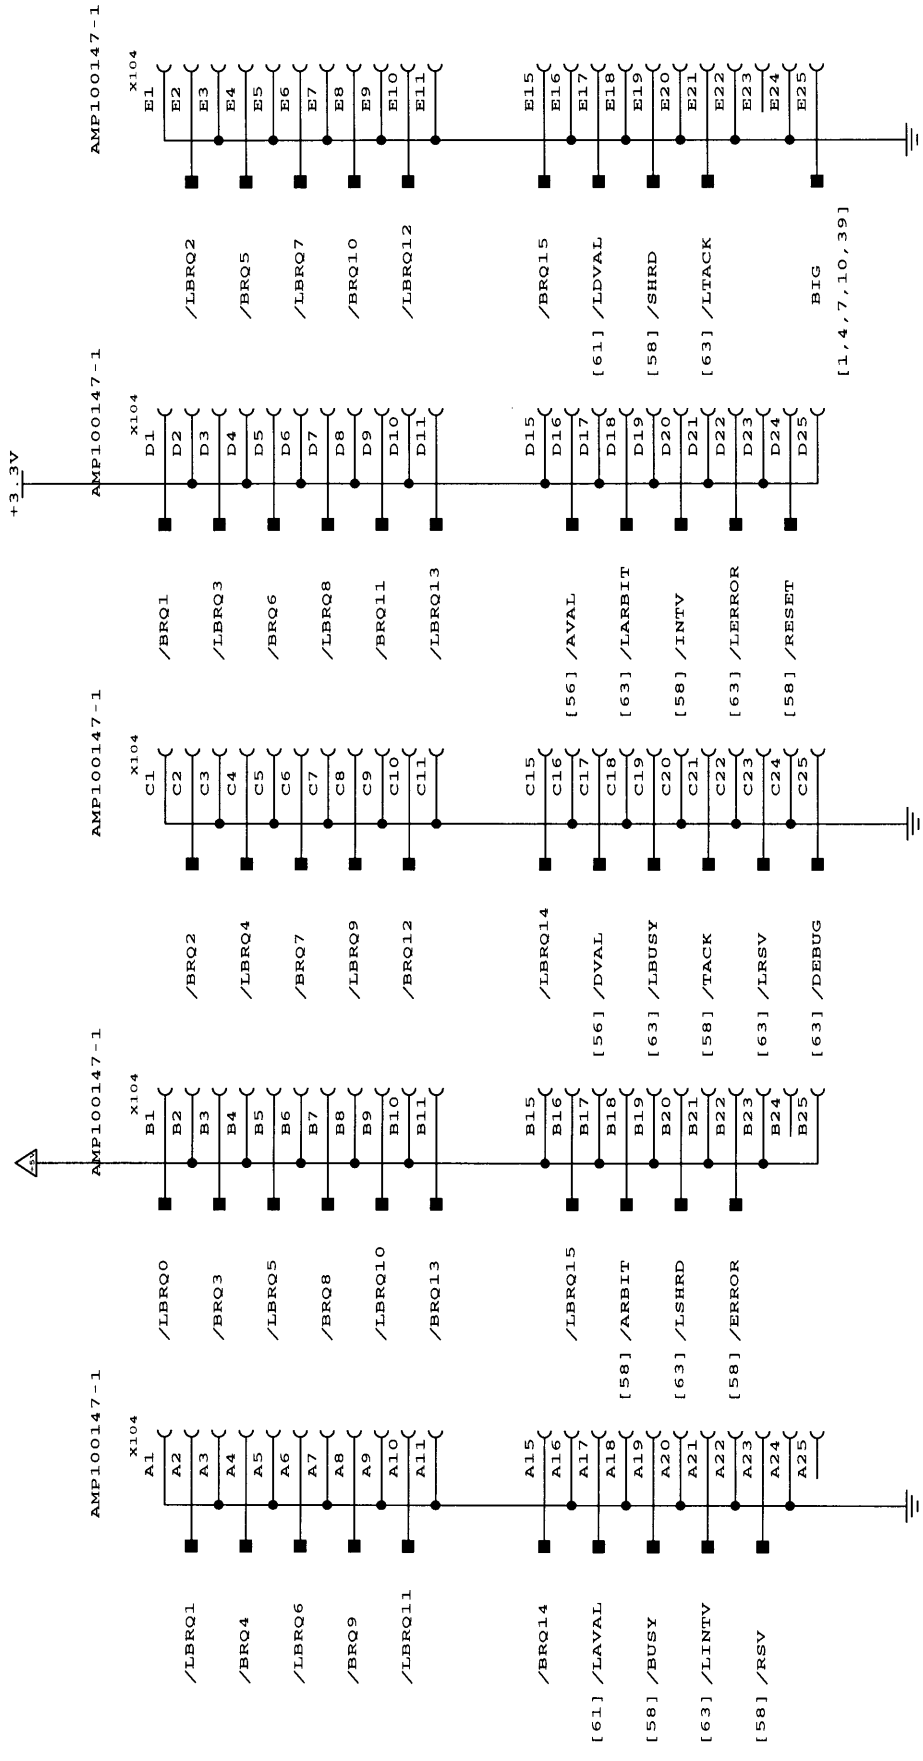 AMP100147-1
X104
A1
A2
/LBRQ1
A3
A4
/BRQ4
A5
A6
/LBRQ6
A7
A8
/BRQ9
A9
A10
/LBRQ11
A11
A15
/BRQ14
A16
A17
[61] /LAVAL
A18
A19
[58] /BUSY
A20
A21
[63] /LINTV
A22
A23
[58] /RSV
A24
A25
AMP100147-1
X104
B1
/LBRQ0
B2
B3
/BRQ3
B4
B5
/LBRQ5
B6
B7
/BRQ8
B8
B9
/LBRQ10
B10
B11
/BRQ13
B15
B16
/LBRQ15
B17
B18
[58] /ARBIT
B19
B20
[63] /LSHRD
B21
B22
[58] /ERROR
B23
B24
B25
AMP100147-1
X104
C1
C2
/BRQ2
C3
C4
/LBRQ4
C5
C6
/BRQ7
C7
C8
/LBRQ9
C9
C10
/BRQ12
C11
C15
/LBRQ14
C16
C17
[56] /DVAL
C18
C19
[63] /LBUSY
C20
C21
[58] /TACK
C22
C23
[63] /LRSV
C24
C25
[63] /DEBUG
+3.3V
AMP100147-1
X104
D1
/BRQ1
D2
D3
/LBRQ3
D4
D5
/BRQ6
D6
D7
/LBRQ8
D8
D9
/BRQ11
D10
D11
/LBRQ13
D15
D16
[56] /AVAL
D17
D18
[63] /LARBIT
D19
D20
[58] /INTV
D21
D22
[63] /LERROR
D23
D24
[58] /RESET
D25
AMP100147-1
X104
E1
E2
/LBRQ2
E3
E4
/BRQ5
E5
E6
/LBRQ7
E7
E8
/BRQ10
E9
E10
/LBRQ12
E11
E15
/BRQ15
E16
E17
[61] /LDVAL
E18
E19
[58] /SHRD
E20
E21
[63] /LTACK
E22
E23
E24
E25
BIG
[1,4,7,10,39]